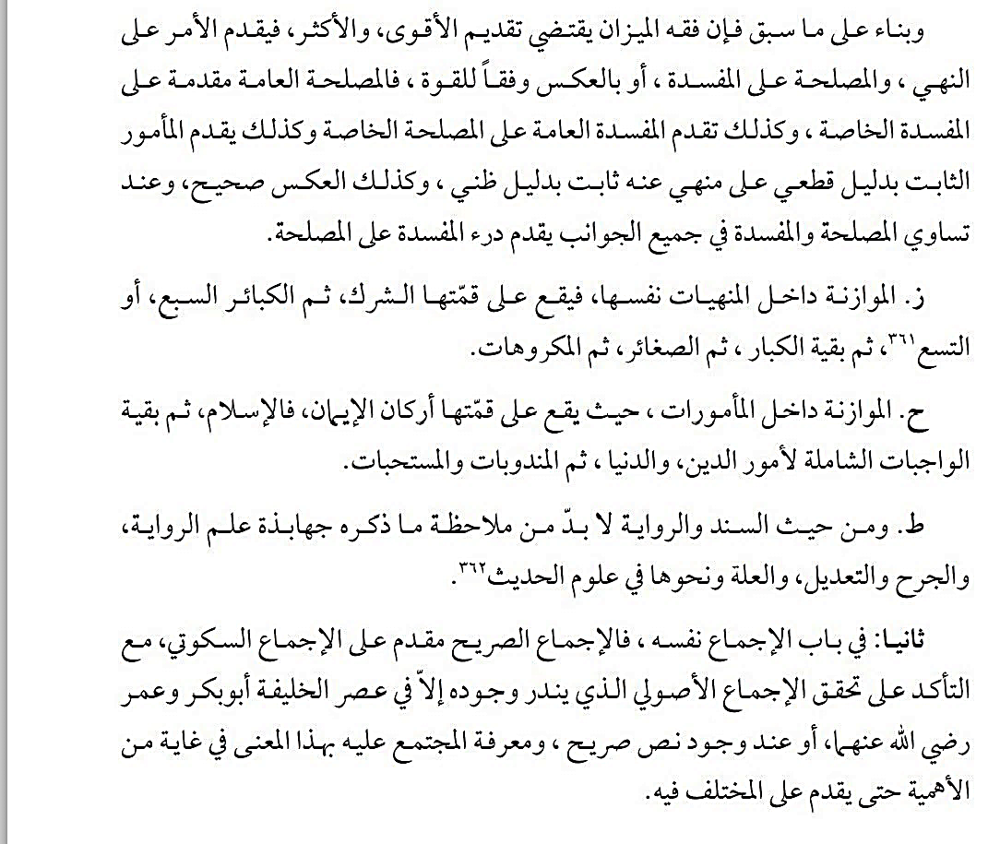 وبناء على ما سبق فإن فقه الميزان يقتضي تقديم الأقوى، والأكثر، فيقدم الأمر على
النهي ، والمصلحة على المفسدة ، أو بالعكس وفقاً للقوة ، فالمصلحة العامة مقدمة على
المفسدة الخاصة ، وكذلك تقدم المفسدة العامة على المصلحة الخاصة وكذلك يقدم المأمور
الثابت بدليل قطعي على منهي عنه ثابت بدليل ظني ، وكذلك العكس صحيح، وعند
تساوي المصلحة والمفسدة في جميع الجوانب يقدم درء المفسدة على المصلحة.
ز. الموازنة داخل المنهيات نفسها، فيقع على قمّتها الشرك، ثم الكبائر السبع، أو
التسع٣٦١، ثم بقية الكبار ، ثم الصغائر، ثم المكروهات.
ح. الموازنة داخل المأمورات ، حيث يقع على قمّتها أركان الإيمان، فالإسلام، ثم بقية
الواجبات الشاملة لأمور الدين، والدنيا ، ثم المندوبات والمستحبات.
ط. ومن حيث السند والرواية لا بدّ من ملاحظة ما ذكره جهابذة علم الرواية،
والجرح والتعديل، والعلة ونحوها في علوم الحديث٣٦٢.
ثانيا: في باب الإجماع نفسه ، فالإجماع الصريح مقدم على الإجماع السكوتي، مع
التأكد على تحقق الإجماع الأصولي الذي يندر وجوده إلاّ في عصر الخليفة أبوبكر وعمر
رضي الله عنهما، أو عند وجود نص صريح ، ومعرفة المجتمع عليه بهذا المعنى في غاية من
الأهمية حتى يقدم على المختلف فيه.